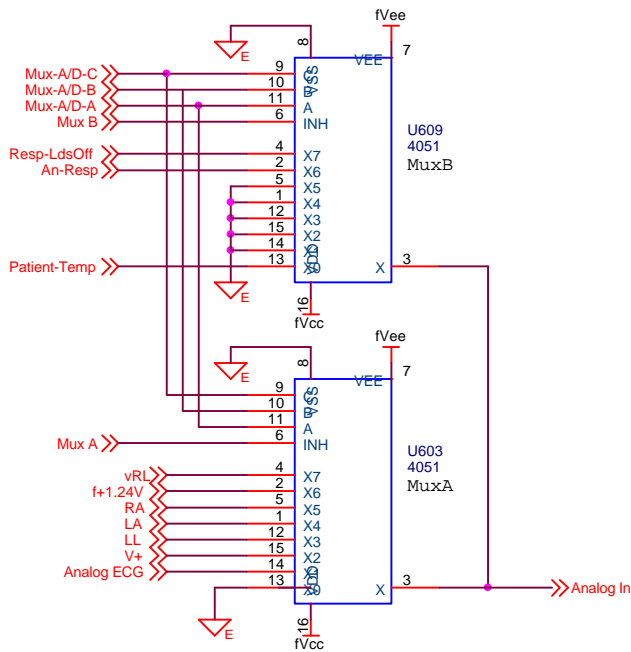 fVee
8
7
E
VEE
VSS
Mux-A/D-C
9
C
Mux-A/D-B
10
B
Mux-A/D-A
11
A
Mux B
6
INH
U609
4051
MuxB
Resp-LdsOff
4
X7
An-Resp
2
X6
5
X5
1
X4
12
X3
15
X2
14
X1
Patient-Temp
13
X0
VDD
X
3
E
16
fVcc
fVee
8
7
E
VEE
VSS
9
C
10
B
11
A
Mux A
6
INH
U603
4051
MuxA
vRL
4
X7
f+1.24V
2
X6
RA
5
X5
LA
1
X4
LL
12
X3
V+
15
X2
Analog ECG
14
X1
13
X0
VDD
X
3
Analog In
E
16
fVcc